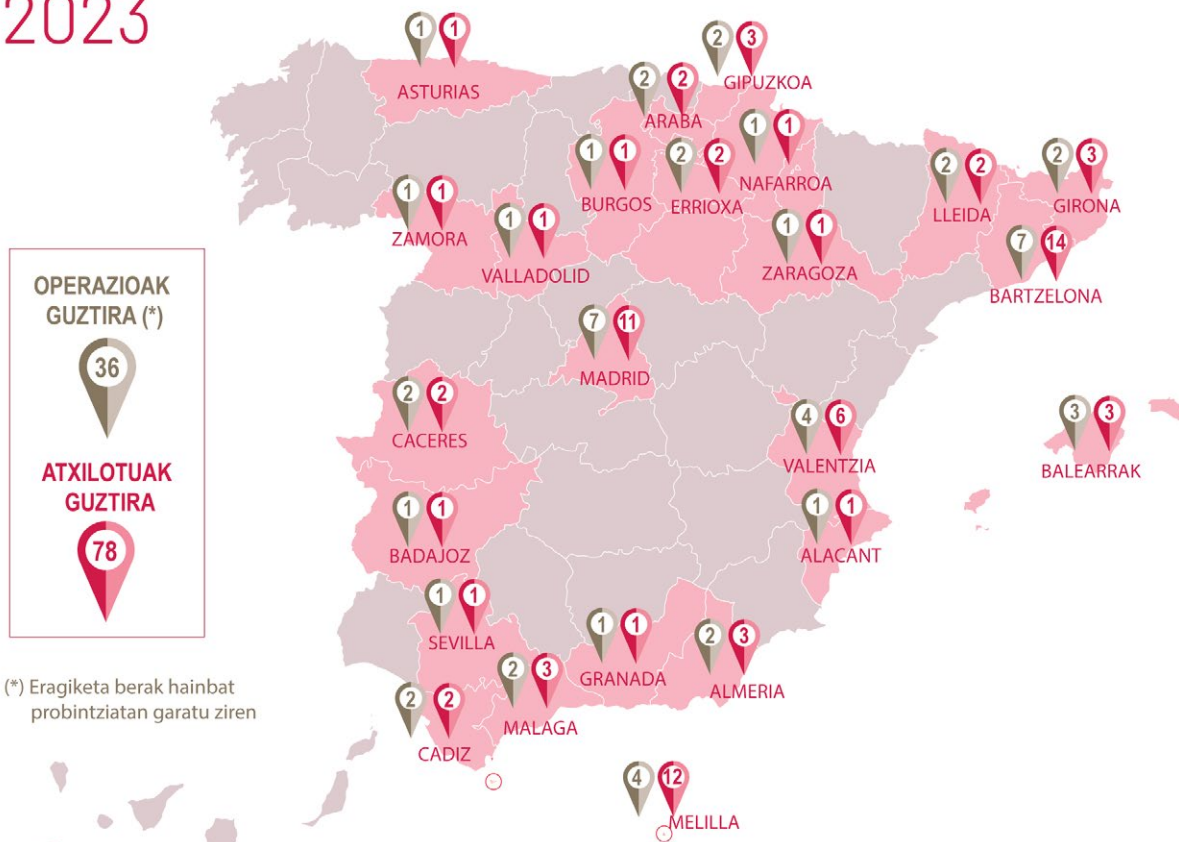 2023
1 1
ASTURIAS
2 3
GIPUZKOA
2 2
ARABA
1 1
NAFARROA
1 1
BURGOS
2 2
ERRIOXA
2 2
LLEIDA
2 3
GIRONA
1 1
ZAMORA
1 1
VALLADOLID
1 1
ZARAGOZA
7 14
BARTZELONA
OPERAZIOAK
GUZTIRA (*)
36
ATXILOTUAK
GUZTIRA
78
7 11
MADRID
2 2
CACERES
4 6
VALENTZIA
3 3
BALEARRAK
1 1
BADAJOZ
1 1
ALACANT
1 1
SEVILLA
1 1
GRANADA
2 3
ALMERIA
2 3
MALAGA
2 2
CADIZ
4 12
MELILLA
(*) Eragiketa berak hainbat
probintziatan garatu ziren